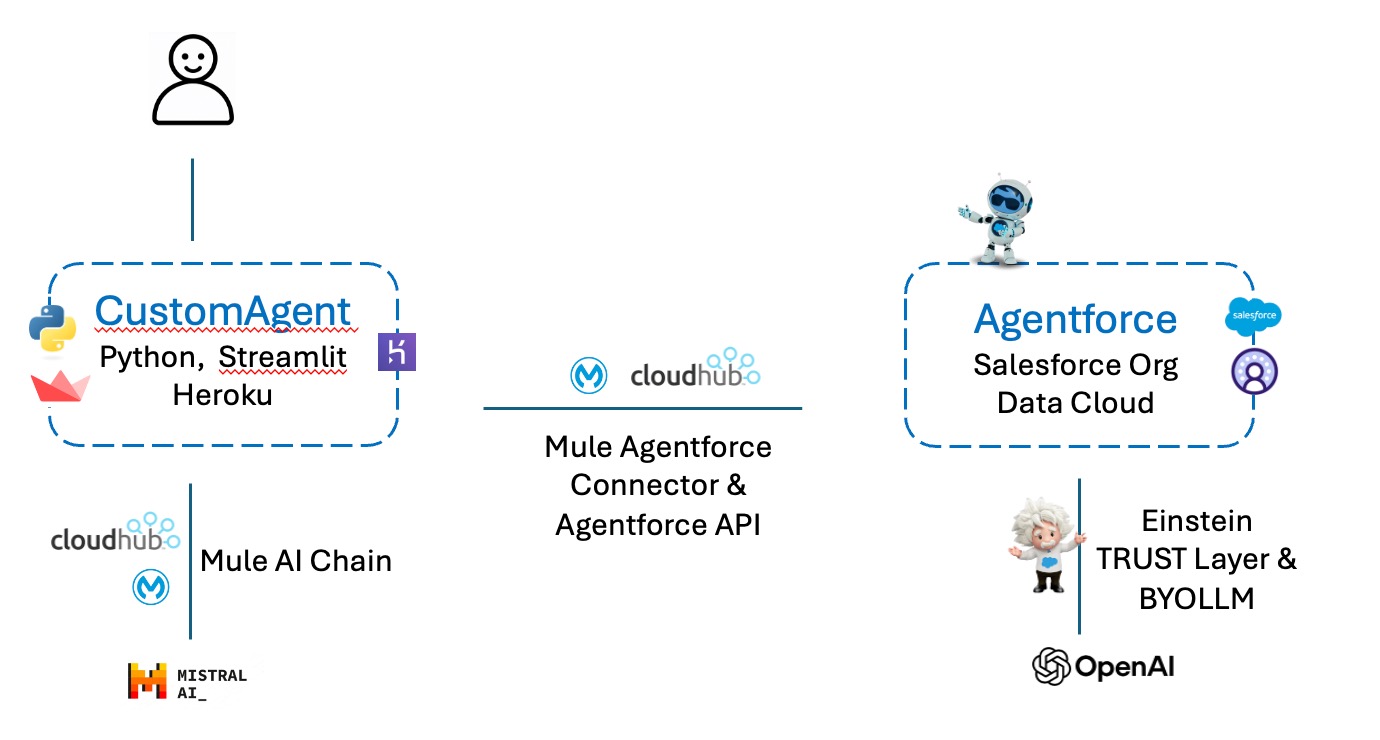 CustomAgent
Python, Streamlit
Heroku
cloudhub
Mule Agentforce
Connector &
Agentforce API
Agentforce
Salesforce Org
Data Cloud
salesforce
cloudhub
Mule AI Chain
MISTRAL
AI_
Einstein
TRUST Layer &
BYOLLM
OpenAI